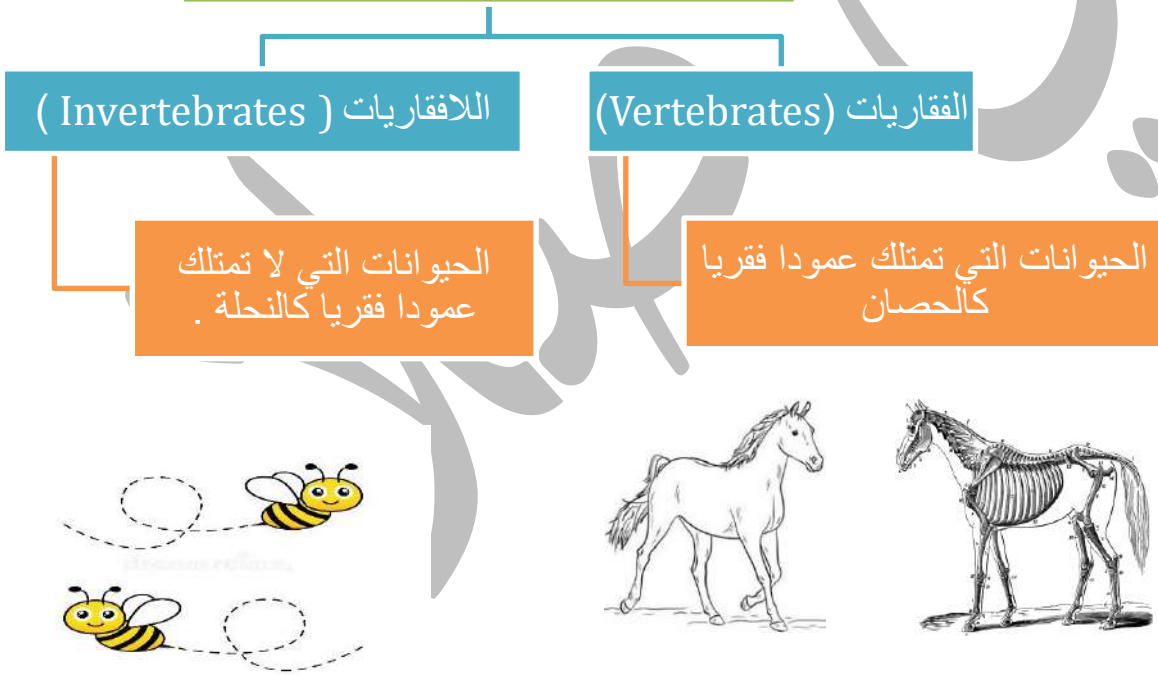 الفقاريات (Vertebrates)
اللافقاريات ( Invertebrates )
الحيوانات التي تمتلك عمودا فقريا
كالحصان
الحيوانات التي لا تمتلك
عمودا فقريا كالنحلة .